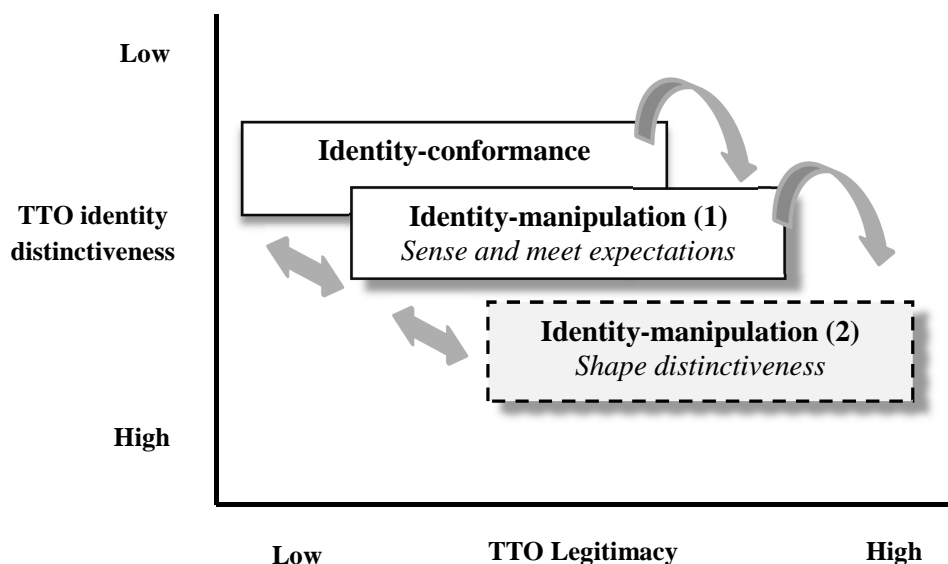 Low
Identity-conformance
Identity-manipulation (1)
Sense and meet expectations
TTO identity
distinctiveness
Identity-manipulation (2)
Shape distinctiveness
High
Low
TTO Legitimacy
High